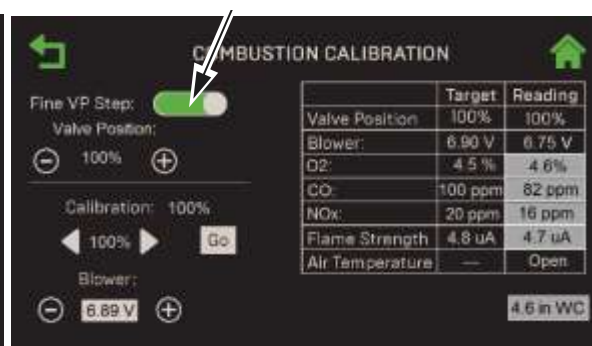 COMBUSTION CALIBRATION
Fine VP Step:
Valve Position:
100%
Calibration: 100%
100% Go
Blower:
6.89 V
Target Reading
Valve Position 100% 100%
Blower: 6.90 V 6.75 V
O2: 4.5 % 4.6%
CO: 100 ppm 82 ppm
NOx: 20 ppm 16 ppm
Flame Strength 4.8 uA 4.7 uA
Air Temperature — Open
4.6 in WC